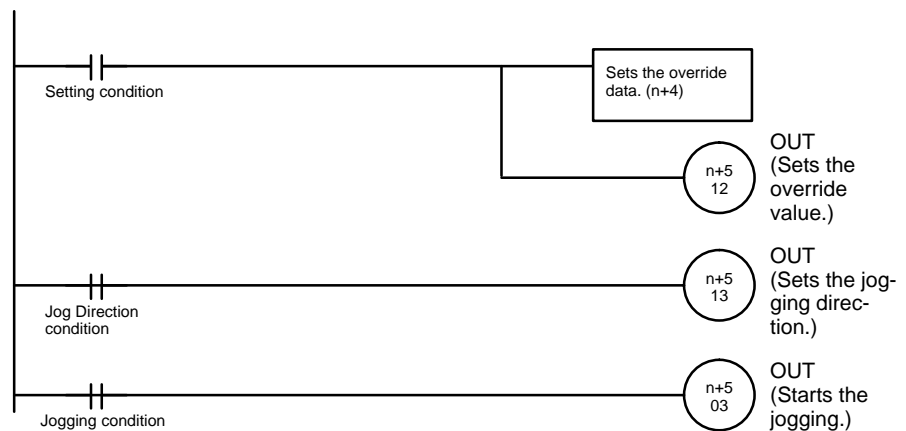 Setting condition
Sets the override
data. (n+4)
n+5
12
OUT
(Sets the
override
value.)
Jog Direction
condition
n+5
13
OUT
(Sets the jog-
ging direc-
tion.)
Jogging condition
n+5
03
OUT
(Starts the
jogging.)